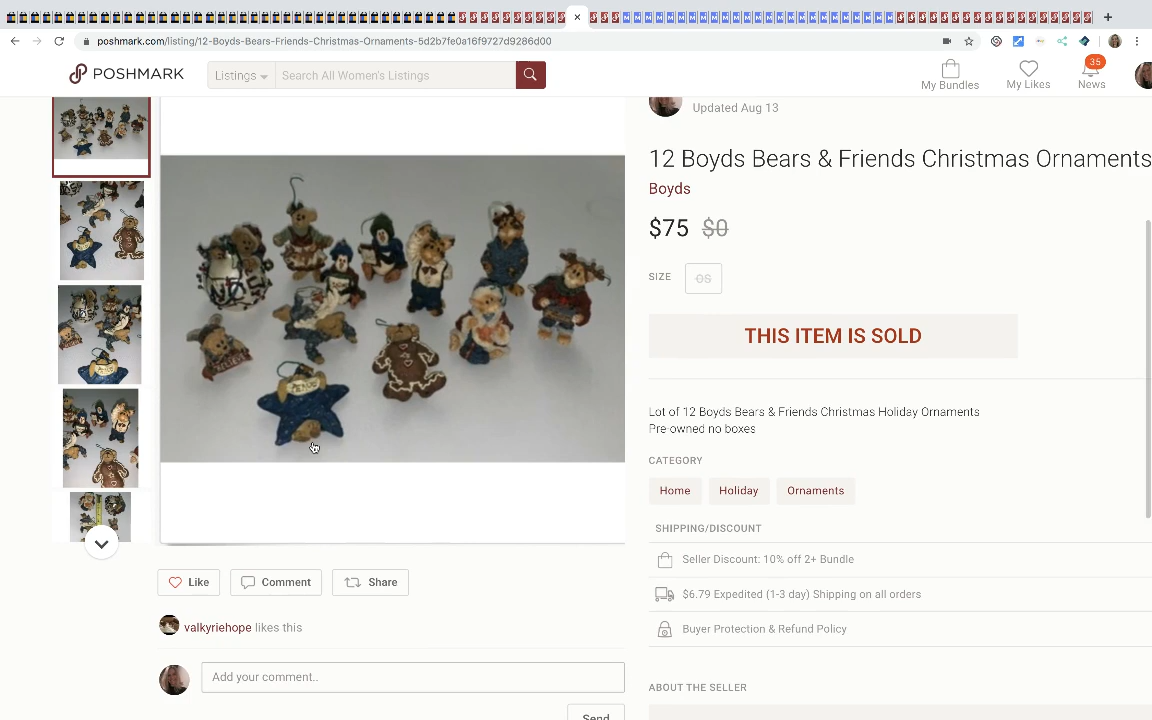 poshmark.com/listing/12-Boyds-Bears-Friends-Christmas-Ornaments-5d2b7fe0a16f9727d9286d00
POSHMARK
Listings
Search All Women's Listings
My Bundles
My Likes
35
News
Updated Aug 13
12 Boyds Bears & Friends Christmas Ornaments
Boyds
$75 $0
SIZE
OS
THIS ITEM IS SOLD
Lot of 12 Boyds Bears & Friends Christmas Holiday Ornaments
Pre-owned no boxes
CATEGORY
Home
Holiday
Ornaments
SHIPPING/DISCOUNT
Seller Discount: 10% off 2+ Bundle
$6.79 Expedited (1-3 day) Shipping on all orders
Buyer Protection & Refund Policy
ABOUT THE SELLER
Like
Comment
Share
valkyriehope likes this
Add your comment..
Send